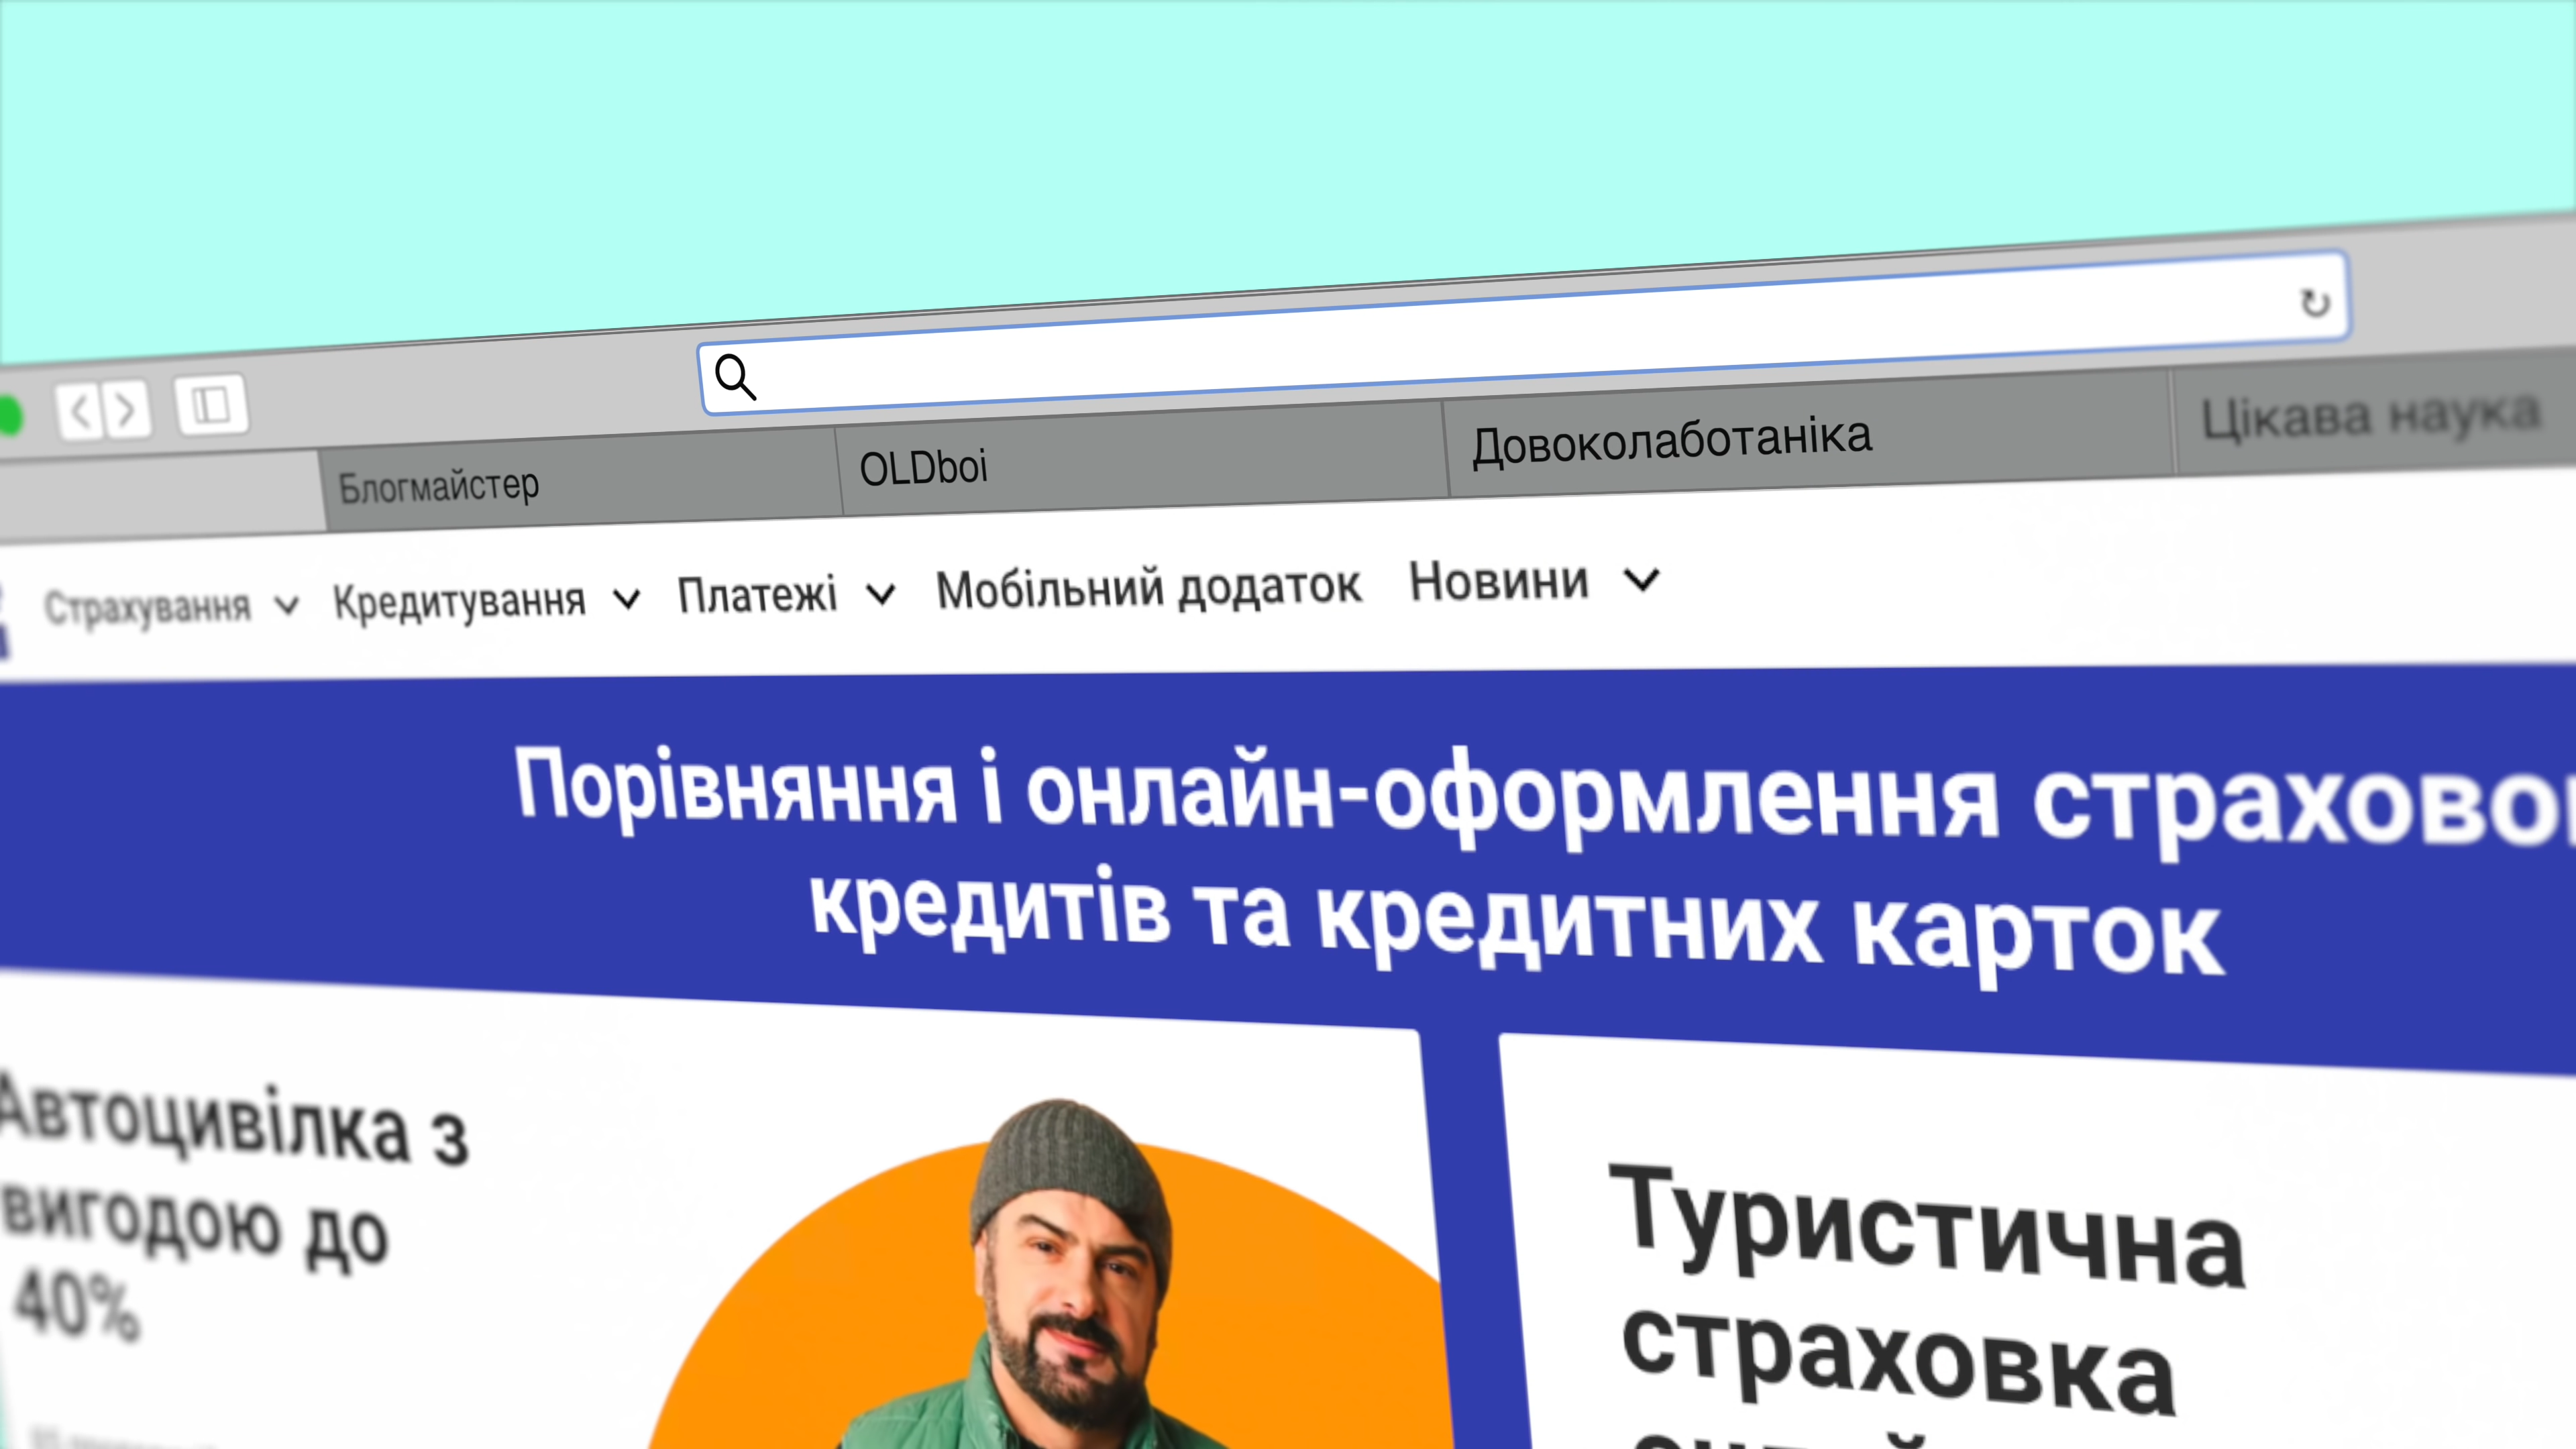 Блогмайстер
OLDboi
Довоколаботаніка
Цікава наука
Страхування Кредитування Платежі Мобільний додаток Новини
Порівняння і онлайн-оформлення
кредитів та кредитних карток
Автоцивілка з
вигодою до
40%
Туристична
страховка